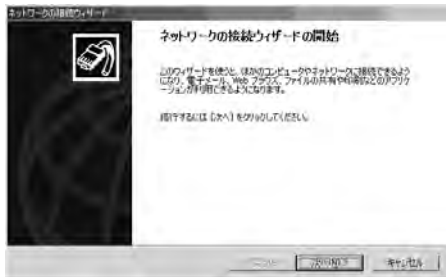 ネットワークの接続ウィザード
ネットワークの接続ウィザードの開始
このウィザードを使うと、ほかのコンピュータやネットワークに接続できるよう
になり、電子メール、Web ブラウズ、ファイルの共有や印刷などのアプリケ
ーションが利用できるようになります。
続行するには [次へ] をクリックしてください。
次へ(N) >
キャンセル